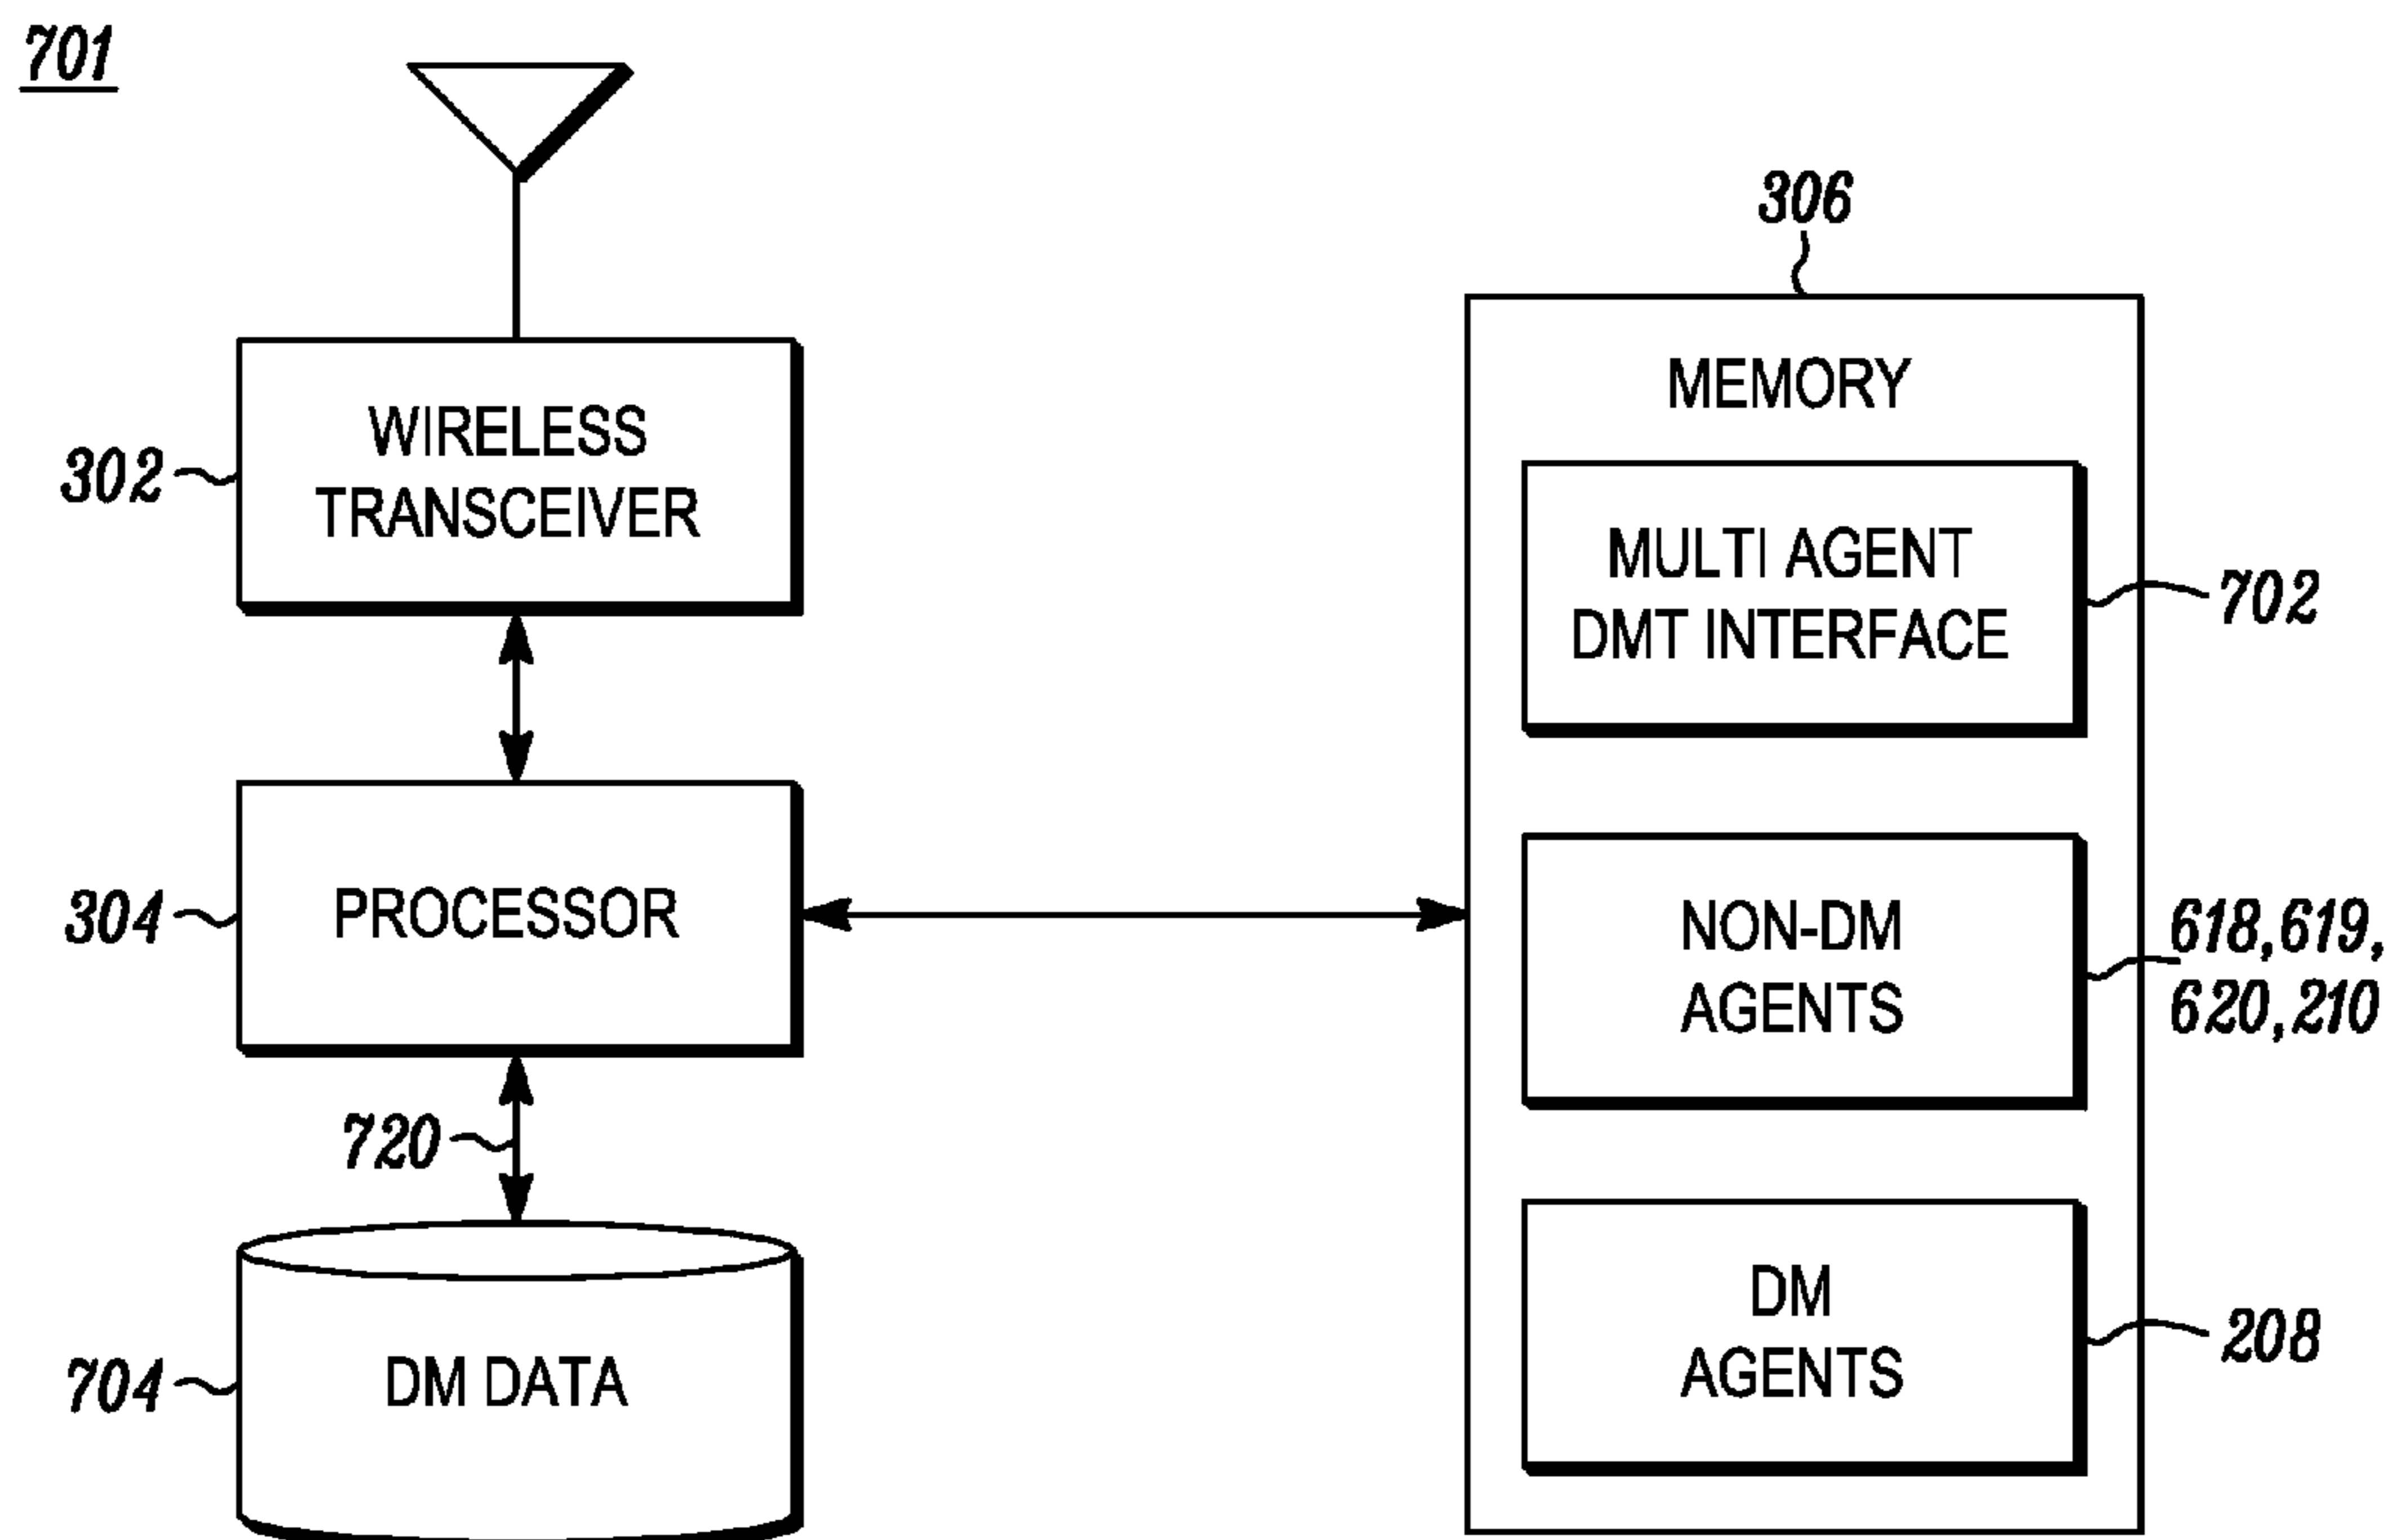 701
306
MEMORY
WIRELESS
TRANSCEIVER
302
MULTI AGENT
DMT INTERFACE
702
PROCESSOR
304
NON-DM
AGENTS
618, 619,
620, 210
720
DM DATA
704
DM
AGENTS
208